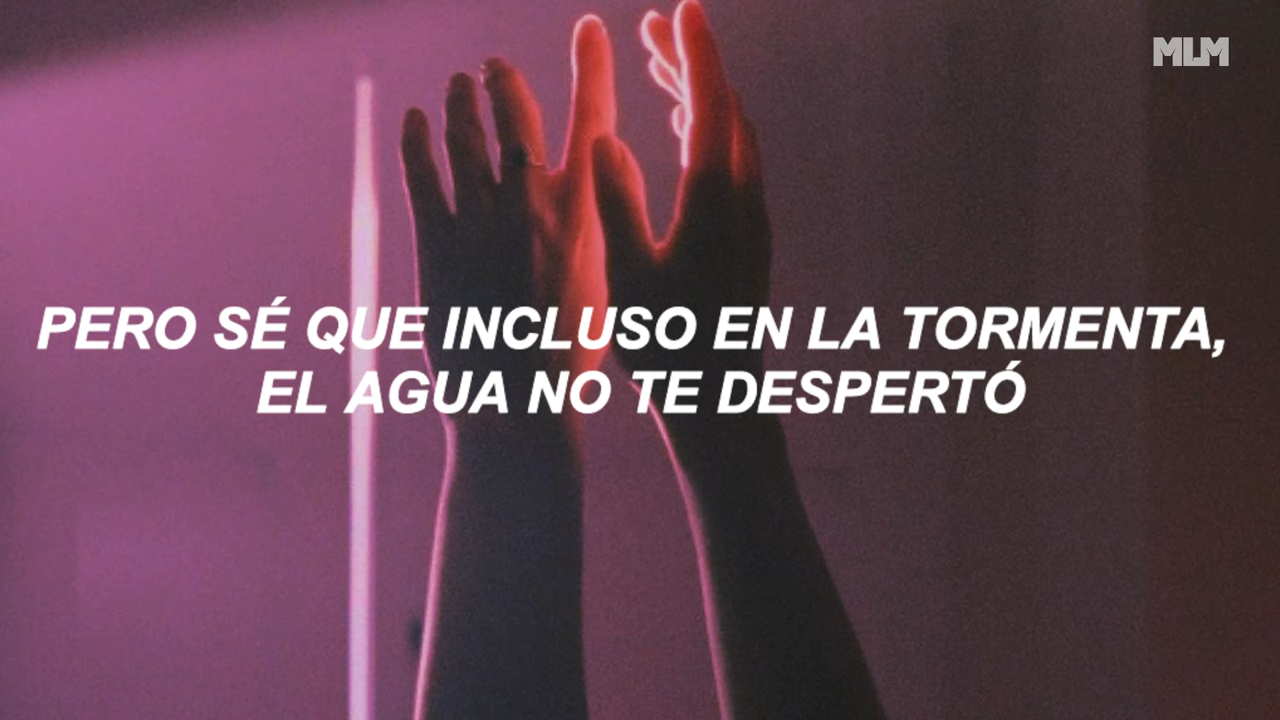 MLM
PERO SÉ QUE INCLUSO EN LA TORMENTA,
EL AGUA NO TE DESPERTÓ